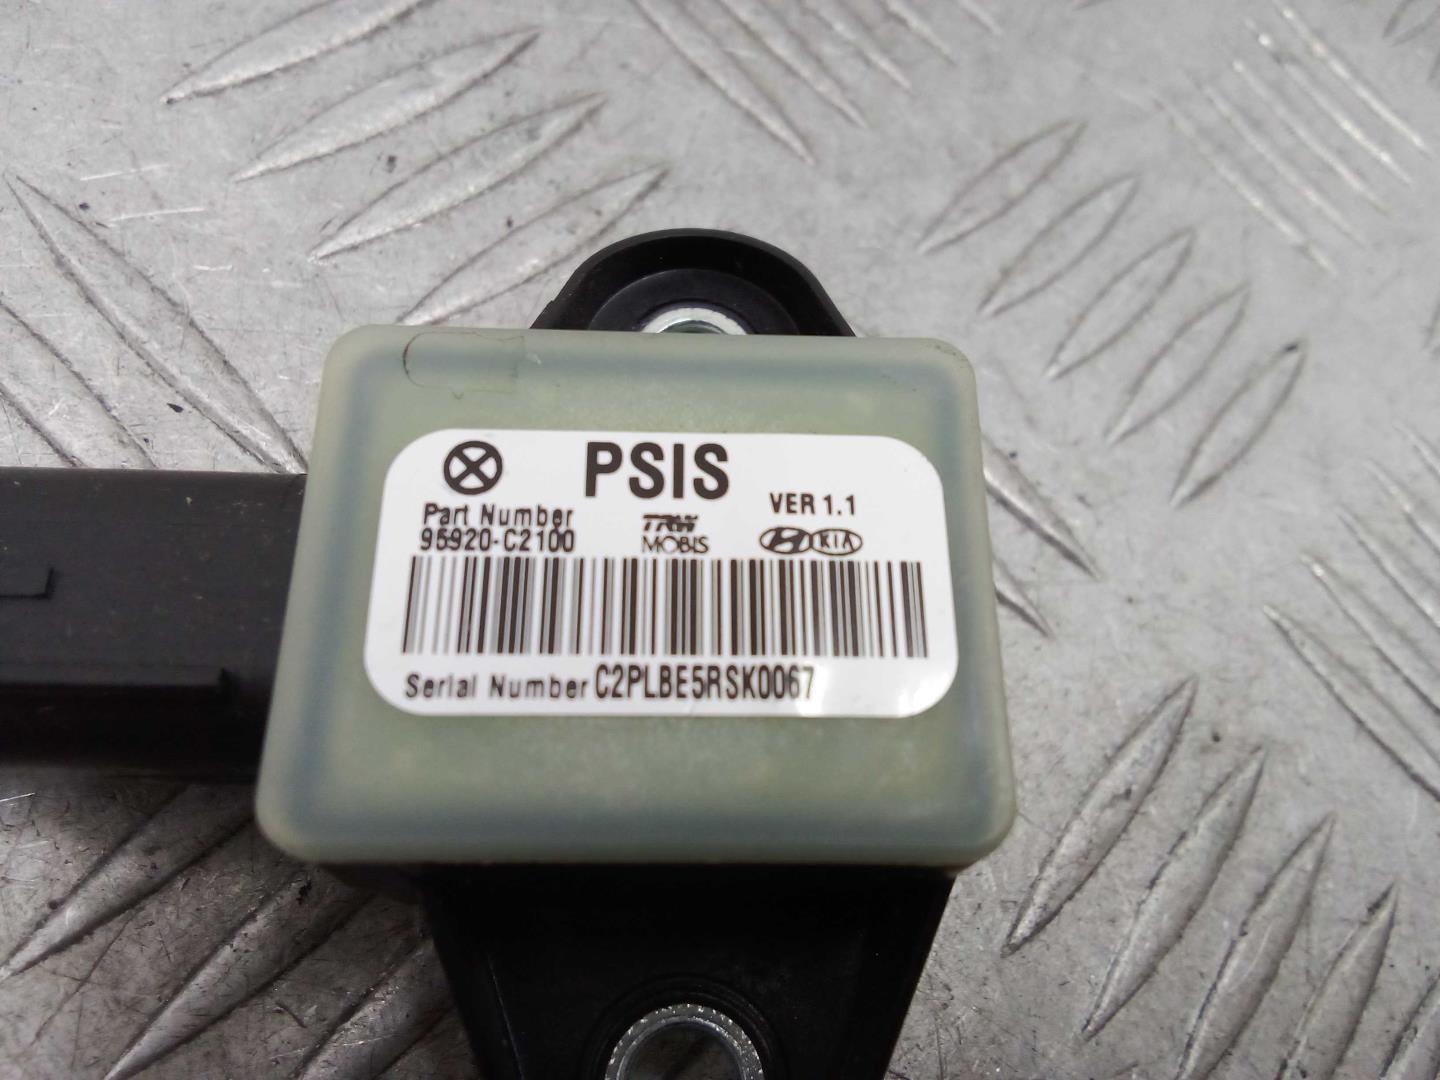 PSIS
VER 1.1
Part Number
95920-C2100
TRW
MOBIS
KIA
Serial Number C2PLBE5RSK0067